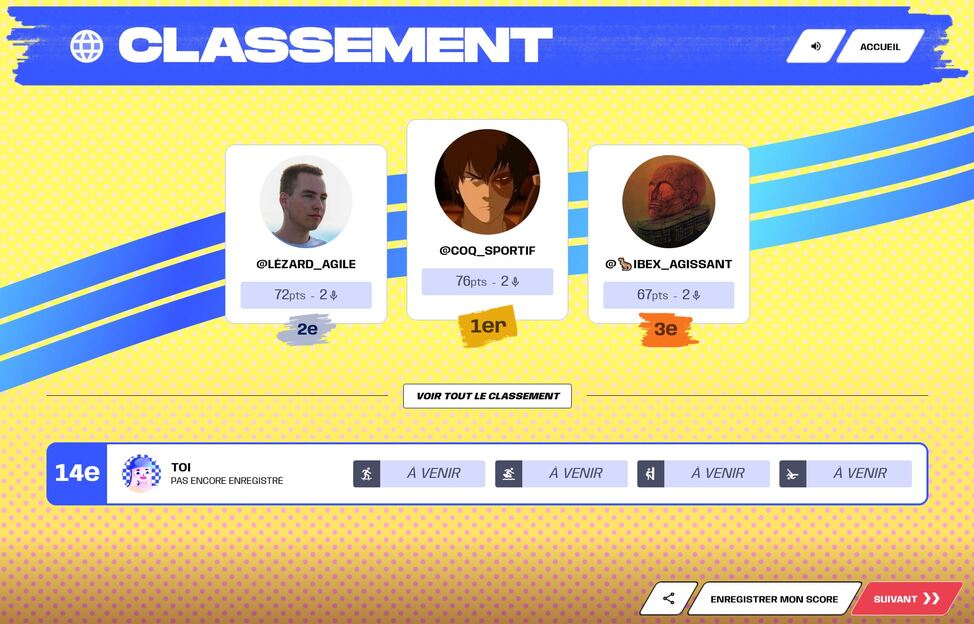 CLASSEMENT
ACCUEIL
@LÉZARD_AGILE
72pts - 2
2e
@COQ_SPORTIF
76pts - 2
1er
@🐆IBEX_AGISSANT
67pts - 2
3e
VOIR TOUT LE CLASSEMENT
14e
TOI
PAS ENCORE ENREGISTRÉ
À VENIR
À VENIR
À VENIR
À VENIR
ENREGISTRER MON SCORE
SUIVANT